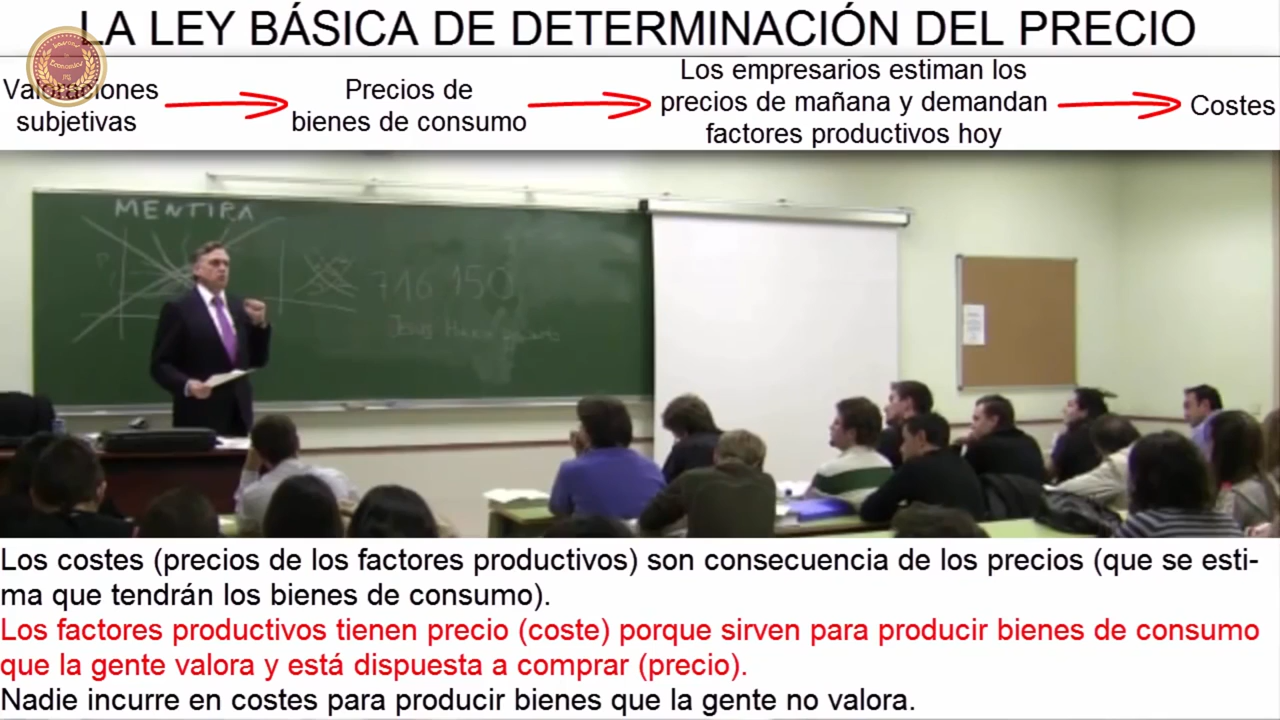 LA LEY BÁSICA DE DETERMINACIÓN DEL PRECIO
Valoraciones
subjetivas
Precios de
bienes de consumo
Los empresarios estiman los
precios de mañana y demandan
factores productivos hoy
Costes
MENTIRA
716 150
Los costes (precios de los factores productivos) son consecuencia de los precios (que se esti-
ma que tendrán los bienes de consumo).
Los factores productivos tienen precio (coste) porque sirven para producir bienes de consumo
que la gente valora y está dispuesta a comprar (precio).
Nadie incurre en costes para producir bienes que la gente no valora.